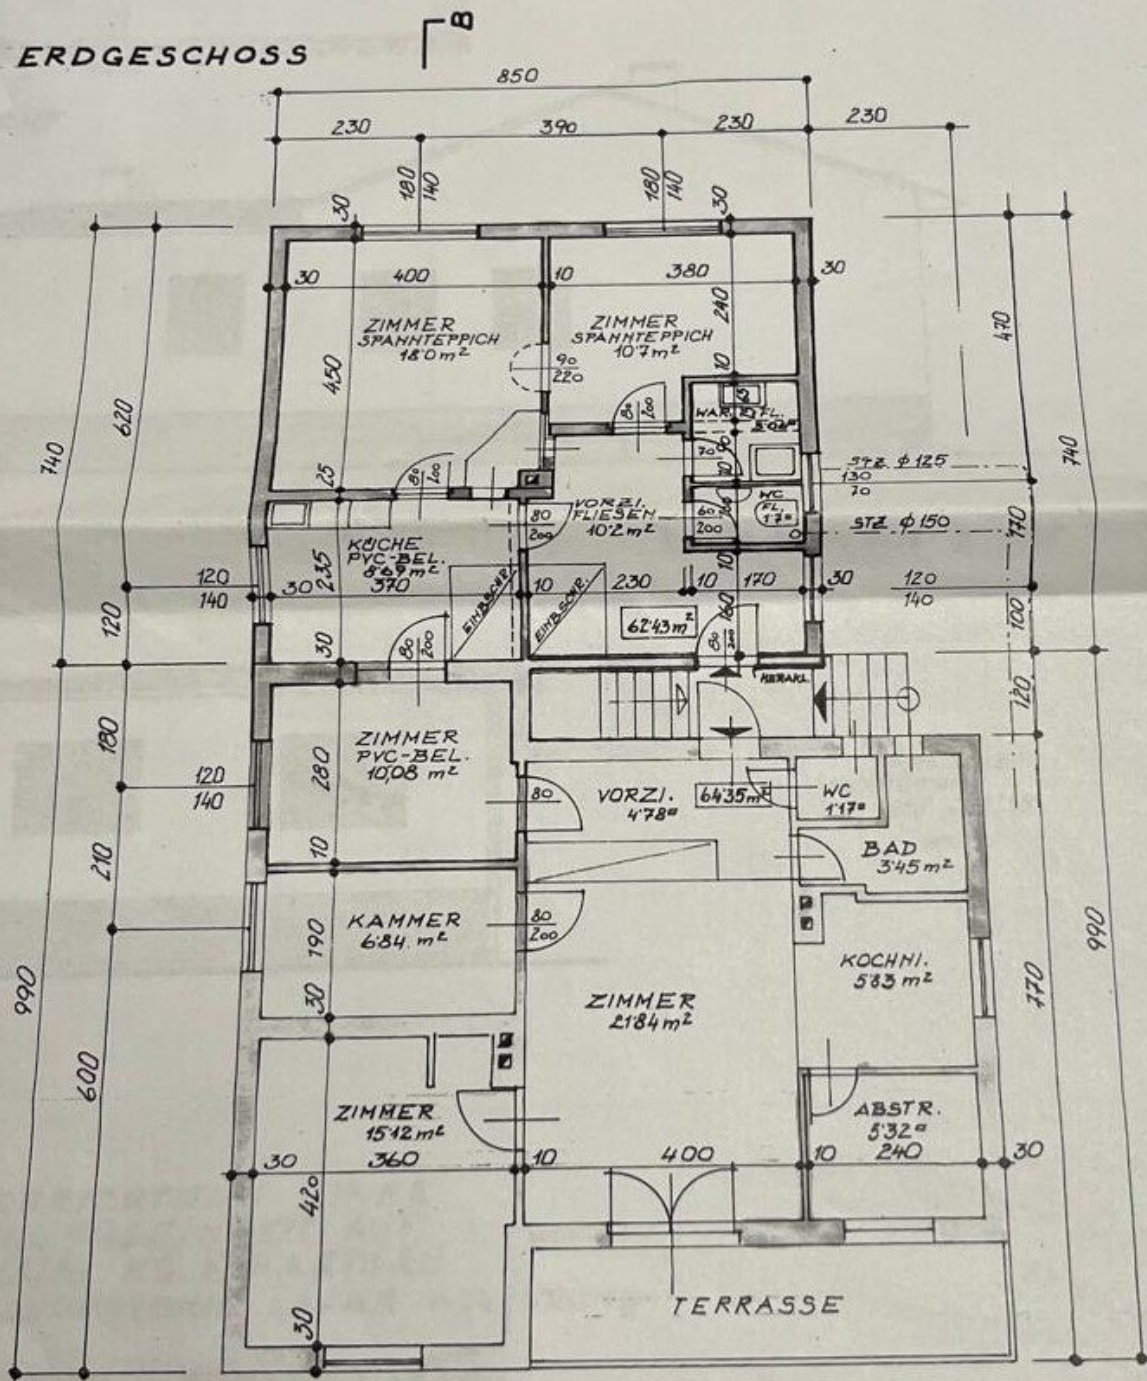 ERDGESCHOSS
B
850
230 390 230 230
180
140
180
140
30 30
30 400 10 380 30
ZIMMER
SPANNTEPPICH
18'0 m²
ZIMMER
SPANNTEPPICH
10'7 m²
240
10
450
90
220
80
200
470
620
740
740
25
80
200
70
90
10
STZ φ 125
130
70
WC
FL.
1'7
60
200
STZ φ 150
VORZI.
FLIESEN
10'2 m²
80
200
KÜCHE
PVC-BEL.
8'69 m²
235
30 370 10 230 10 170 30
120
140
120
140
EINBSCHR.
EINBSCHR.
62'43 m²
10
160
170
100
120
30
80
200
80
200
HERAKL.
120
180
ZIMMER
PVC-BEL.
10,08 m²
280
120
140
80
VORZI.
4'78
64'35 m²
WC
1'17
BAD
3'45 m²
10
210
KAMMER
6'84 m²
190
80
200
30
ZIMMER
21'84 m²
KOCHNI.
5'83 m²
990
990
770
600
ZIMMER
15'12 m²
ABSTR.
5'32
30 360 10 400 10 240 30
420
30
TERRASSE